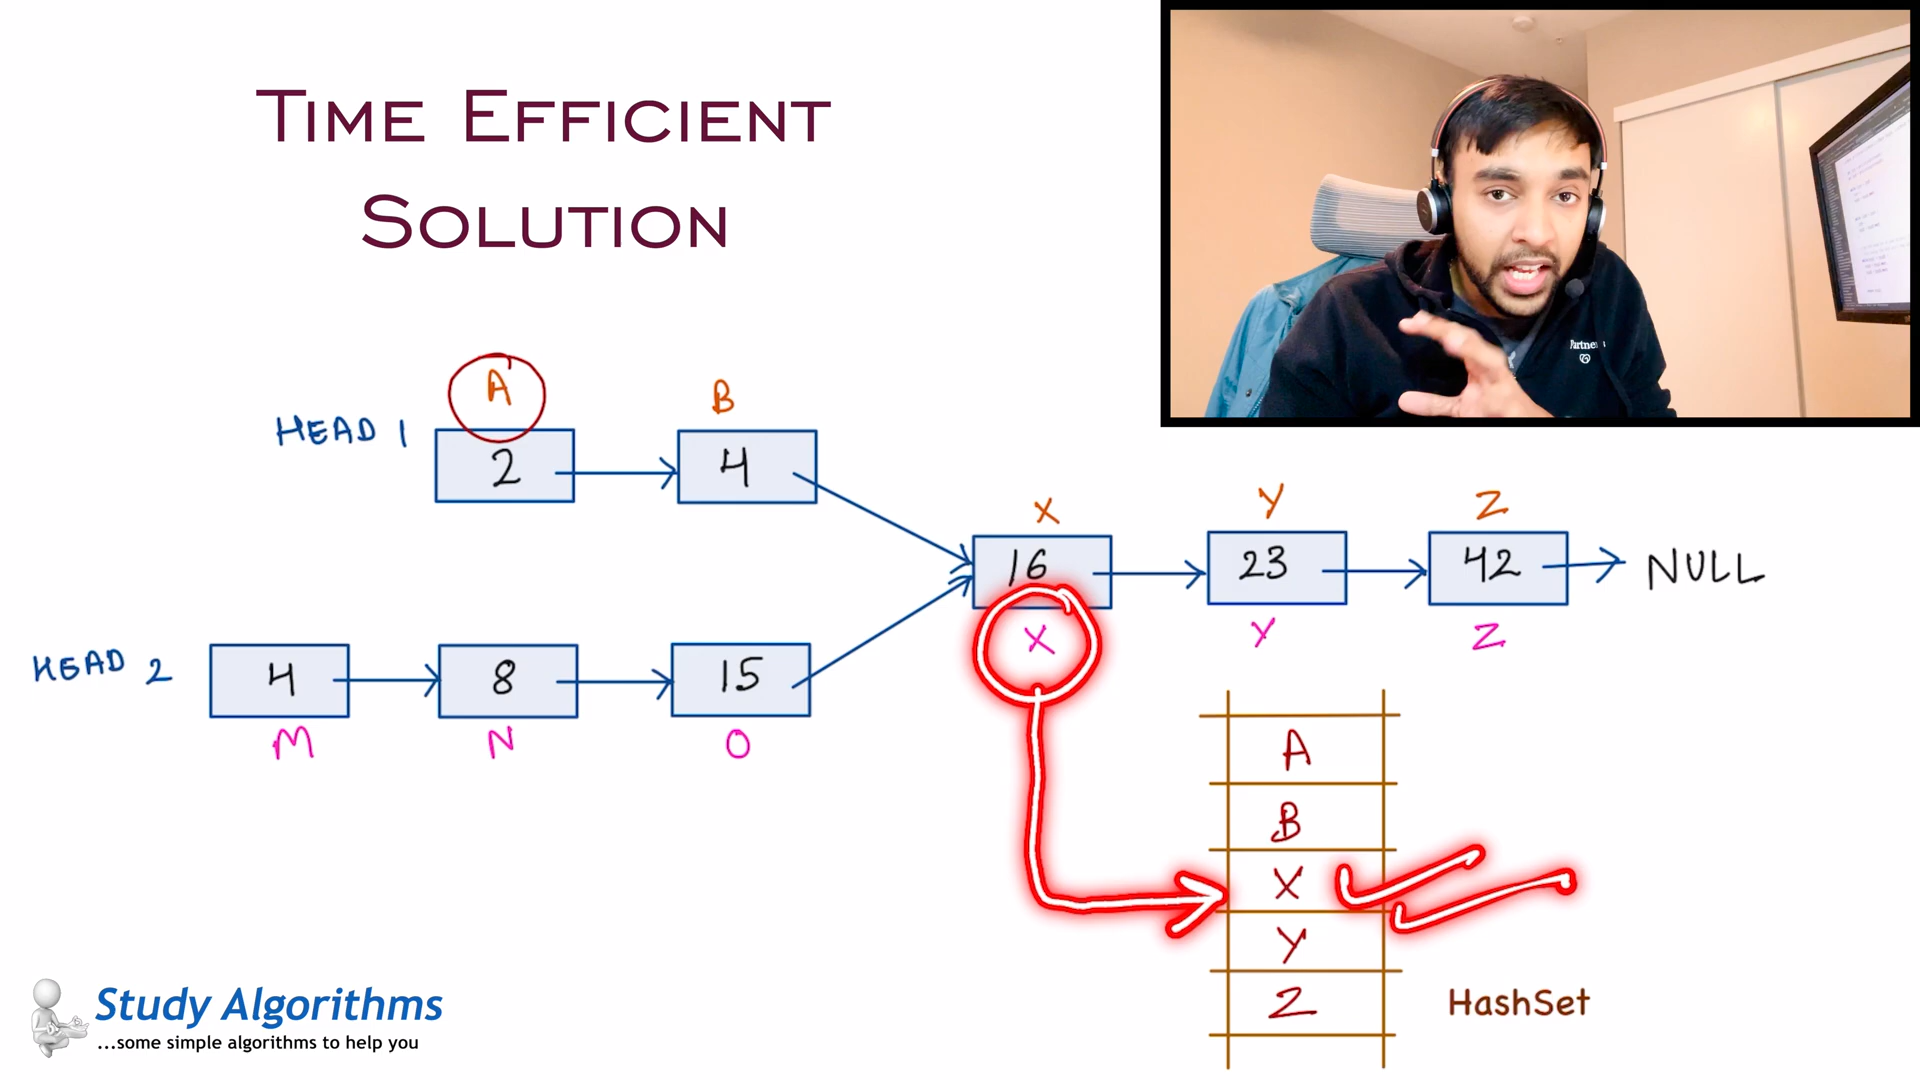 TIME EFFICIENT
SOLUTION
A
B
HEAD 1
2
4
X
Y
Z
16
23
42
NULL
X
Y
Z
HEAD 2
4
8
15
M
N
O
A
B
X
Y
Z
HashSet
Study Algorithms
...some simple algorithms to help you